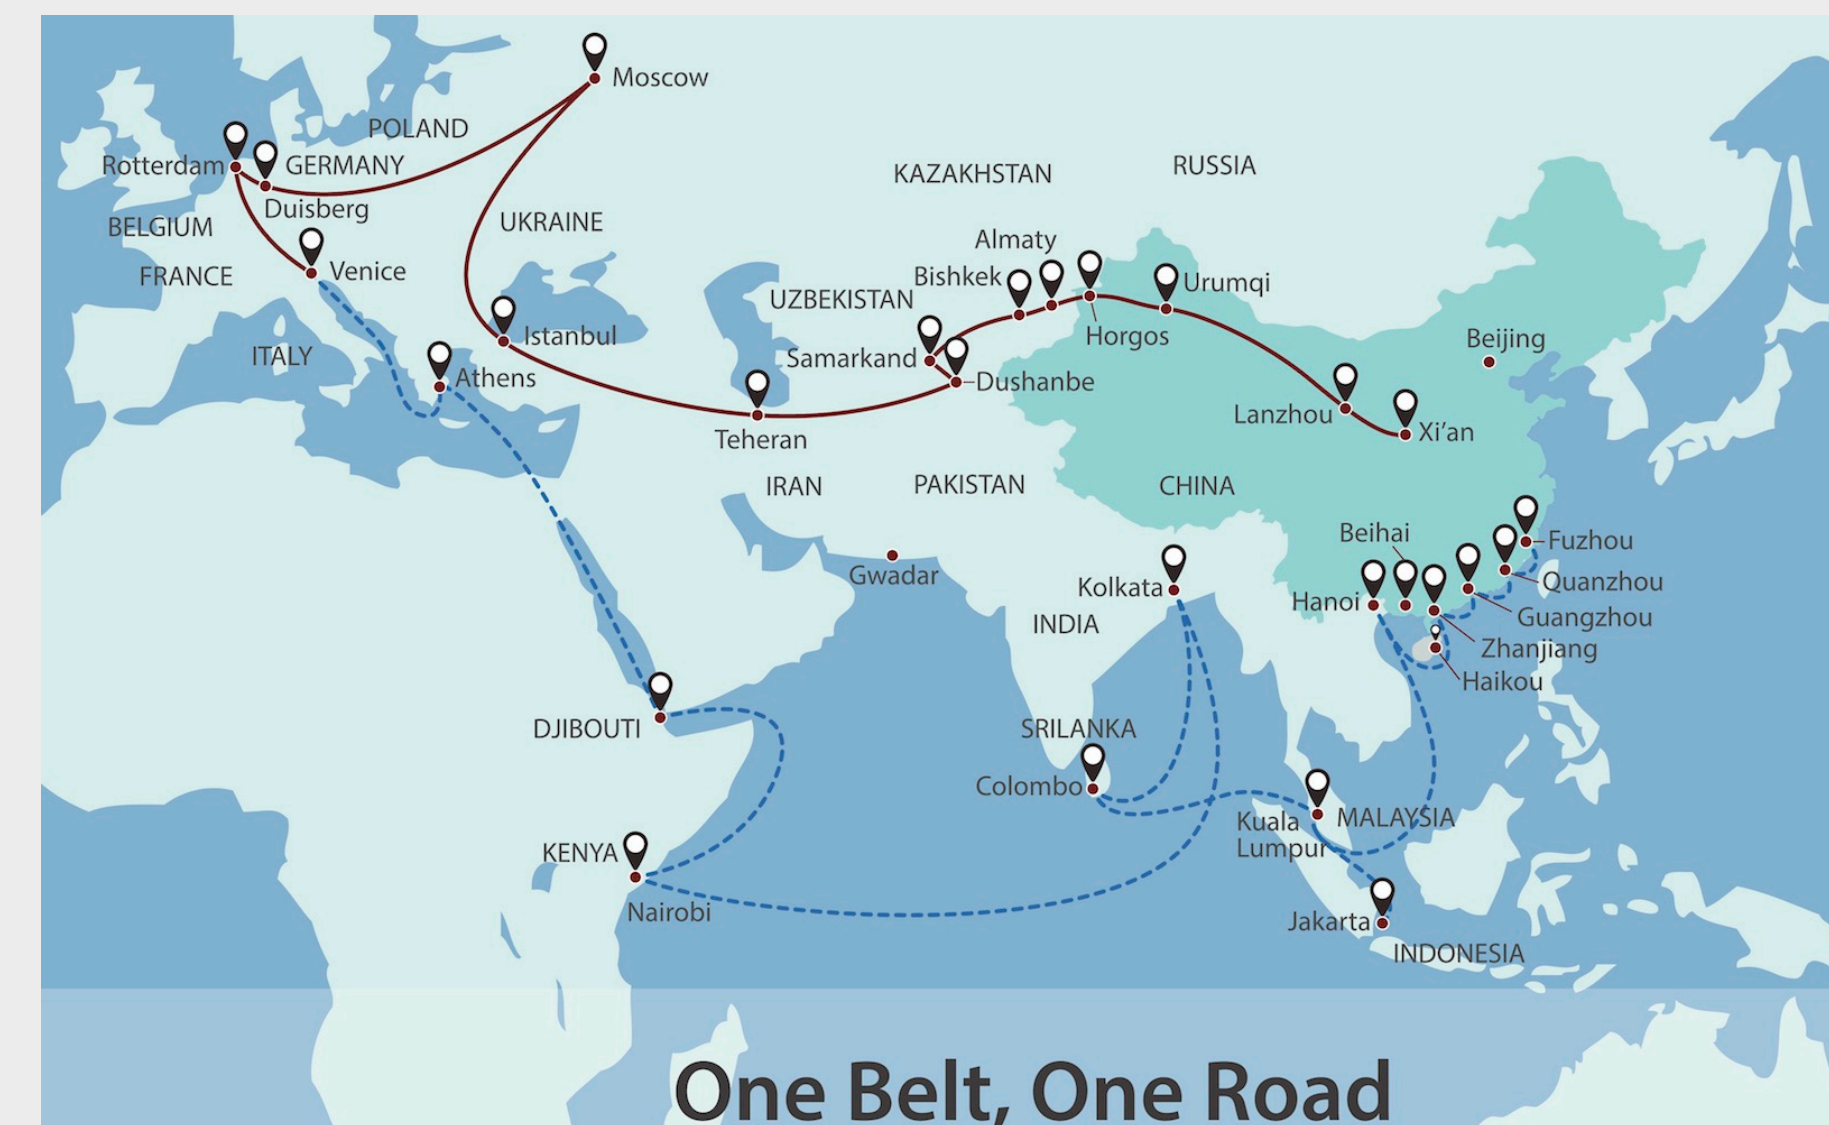 Moscow
POLAND
Rotterdam
GERMANY
Duisberg
BELGIUM
UKRAINE
FRANCE
Venice
KAZAKHSTAN
RUSSIA
Almaty
Bishkek
Urumqi
UZBEKISTAN
Horgos
Beijing
Istanbul
ITALY
Samarkand
Athens
Dushanbe
Lanzhou
Xi'an
Teheran
IRAN
PAKISTAN
CHINA
Beihai
Fuzhou
Gwadar
Quanzhou
Kolkata
Hanoi
Guangzhou
INDIA
Zhanjiang
Haikou
DJIBOUTI
SRILANKA
Colombo
Kuala
Lumpur
MALAYSIA
KENYA
Nairobi
Jakarta
INDONESIA
One Belt, One Road